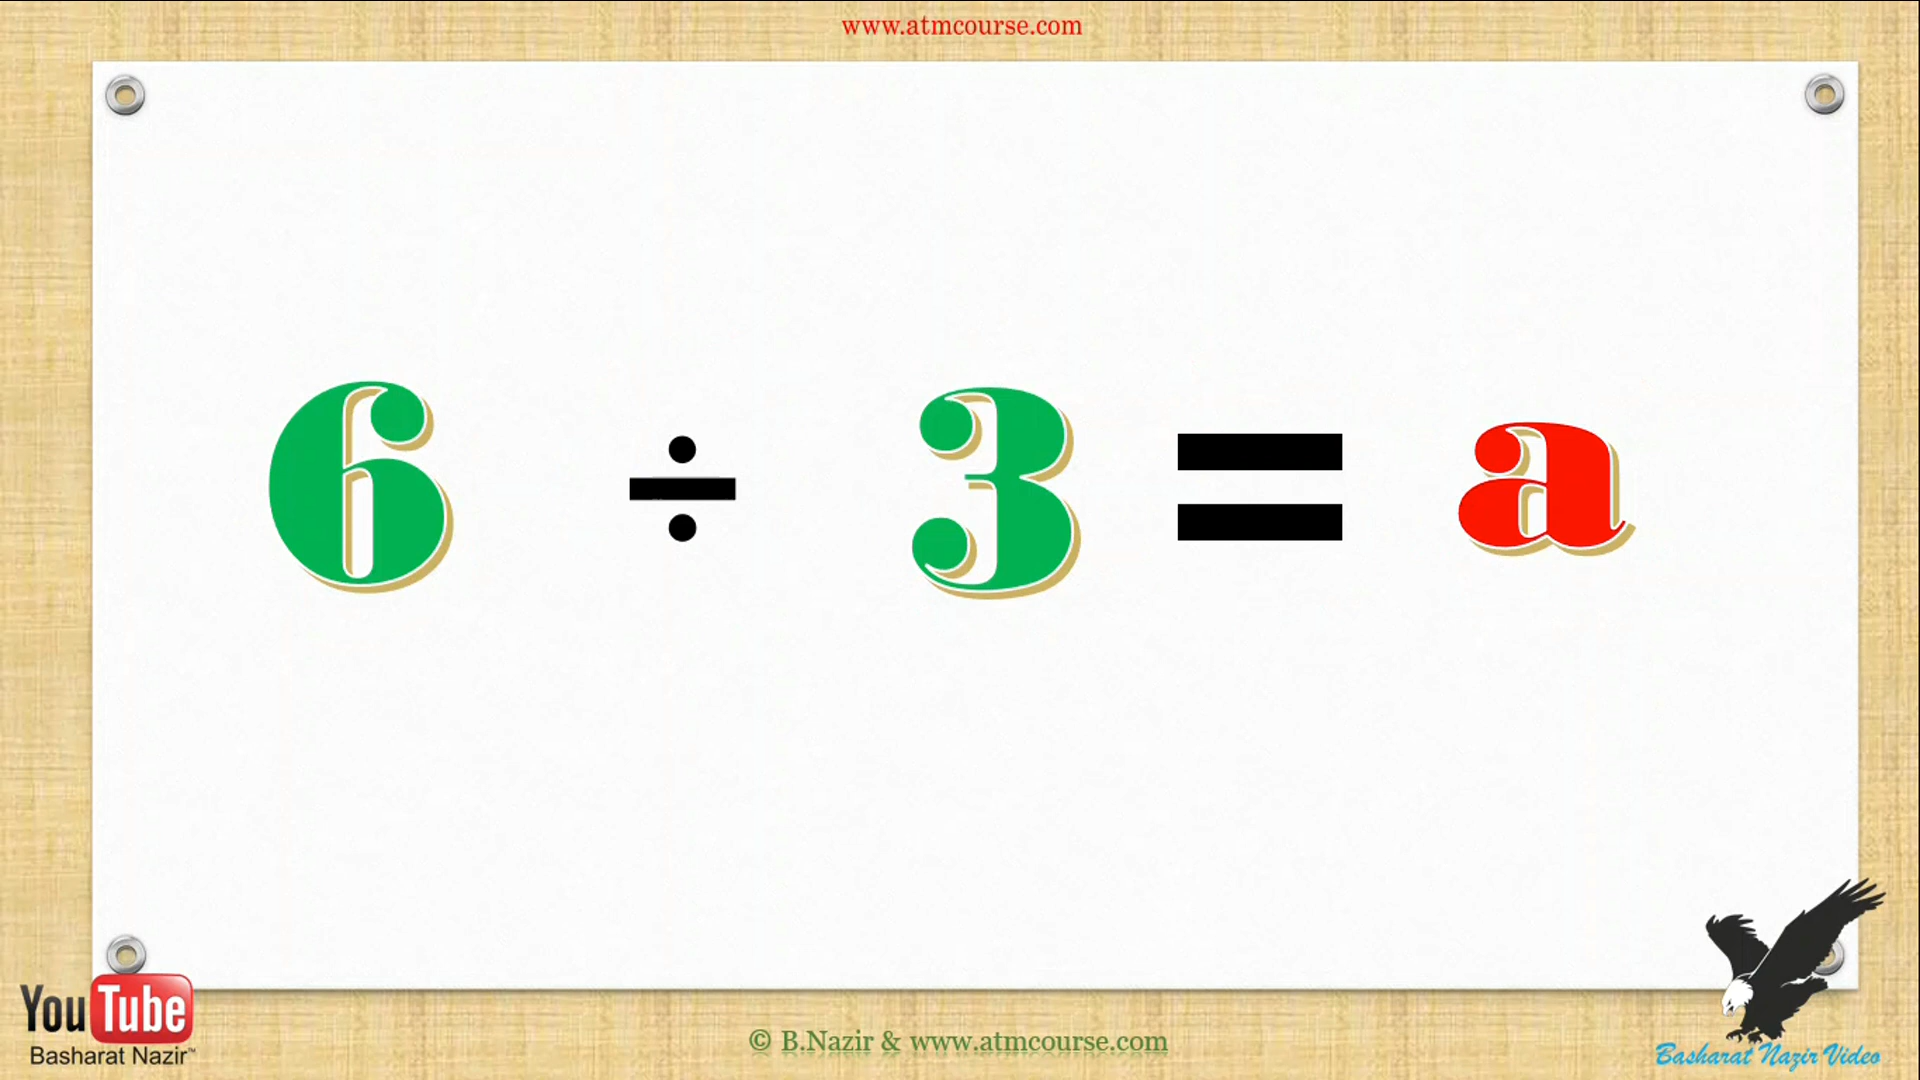 www.atmcourse.com
6 ÷ 3 = a
YouTube
Basharat Nazir™
© B.Nazir & www.atmcourse.com
Basharat Nazir Video